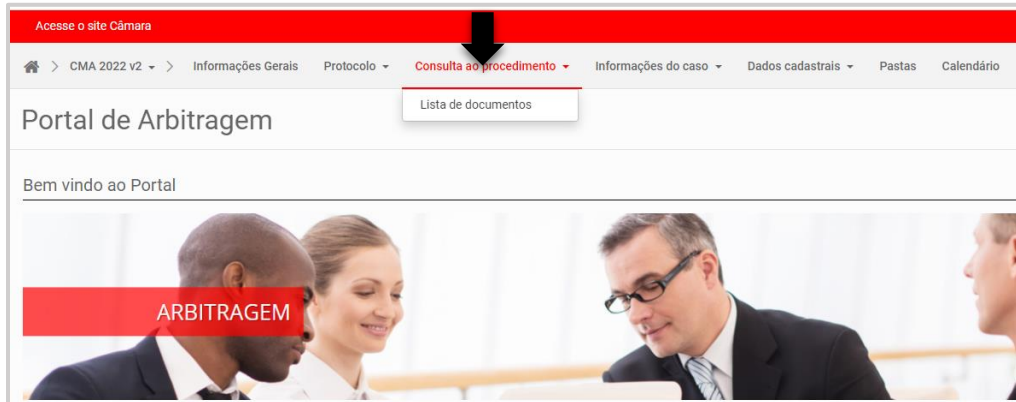 Acesse o site Câmara
CMA 2022 v2 Informações Gerais Protocolo Consulta ao procedimento Informações do caso Dados cadastrais Pastas Calendário
Lista de documentos
Portal de Arbitragem
Bem vindo ao Portal
ARBITRAGEM